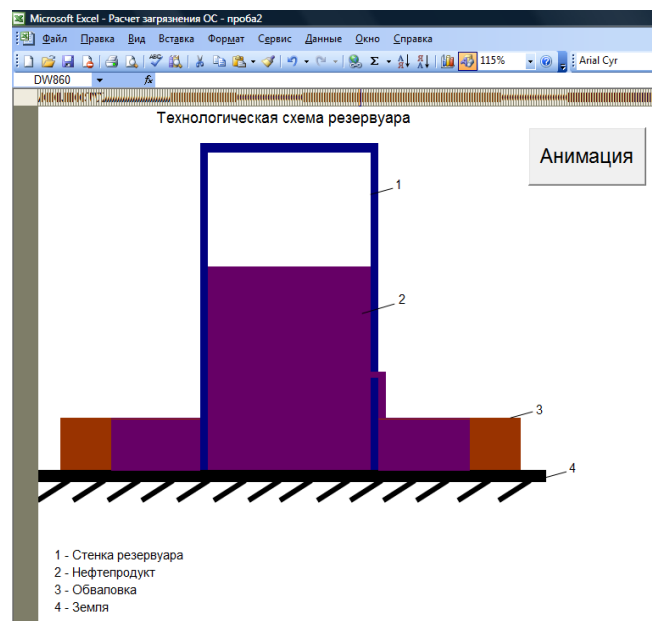 Microsoft Excel - Расчет загрязнения ОС - проба2
Файл Правка Вид Вставка Формат Сервис Данные Окно Справка
115% Arial Cyr
DW860 fx
Технологическая схема резервуара
Анимация
1
2
3
4
1 - Стенка резервуара
2 - Нефтепродукт
3 - Обваловка
4 - Земля